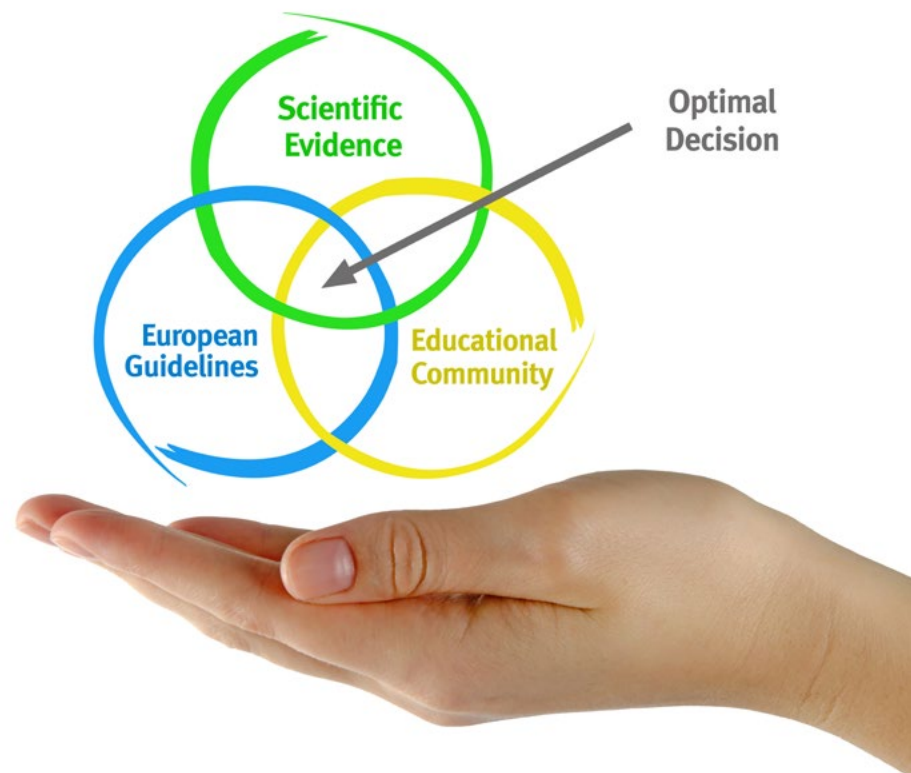 Scientific
Evidence
Optimal
Decision
European
Guidelines
Educational
Community